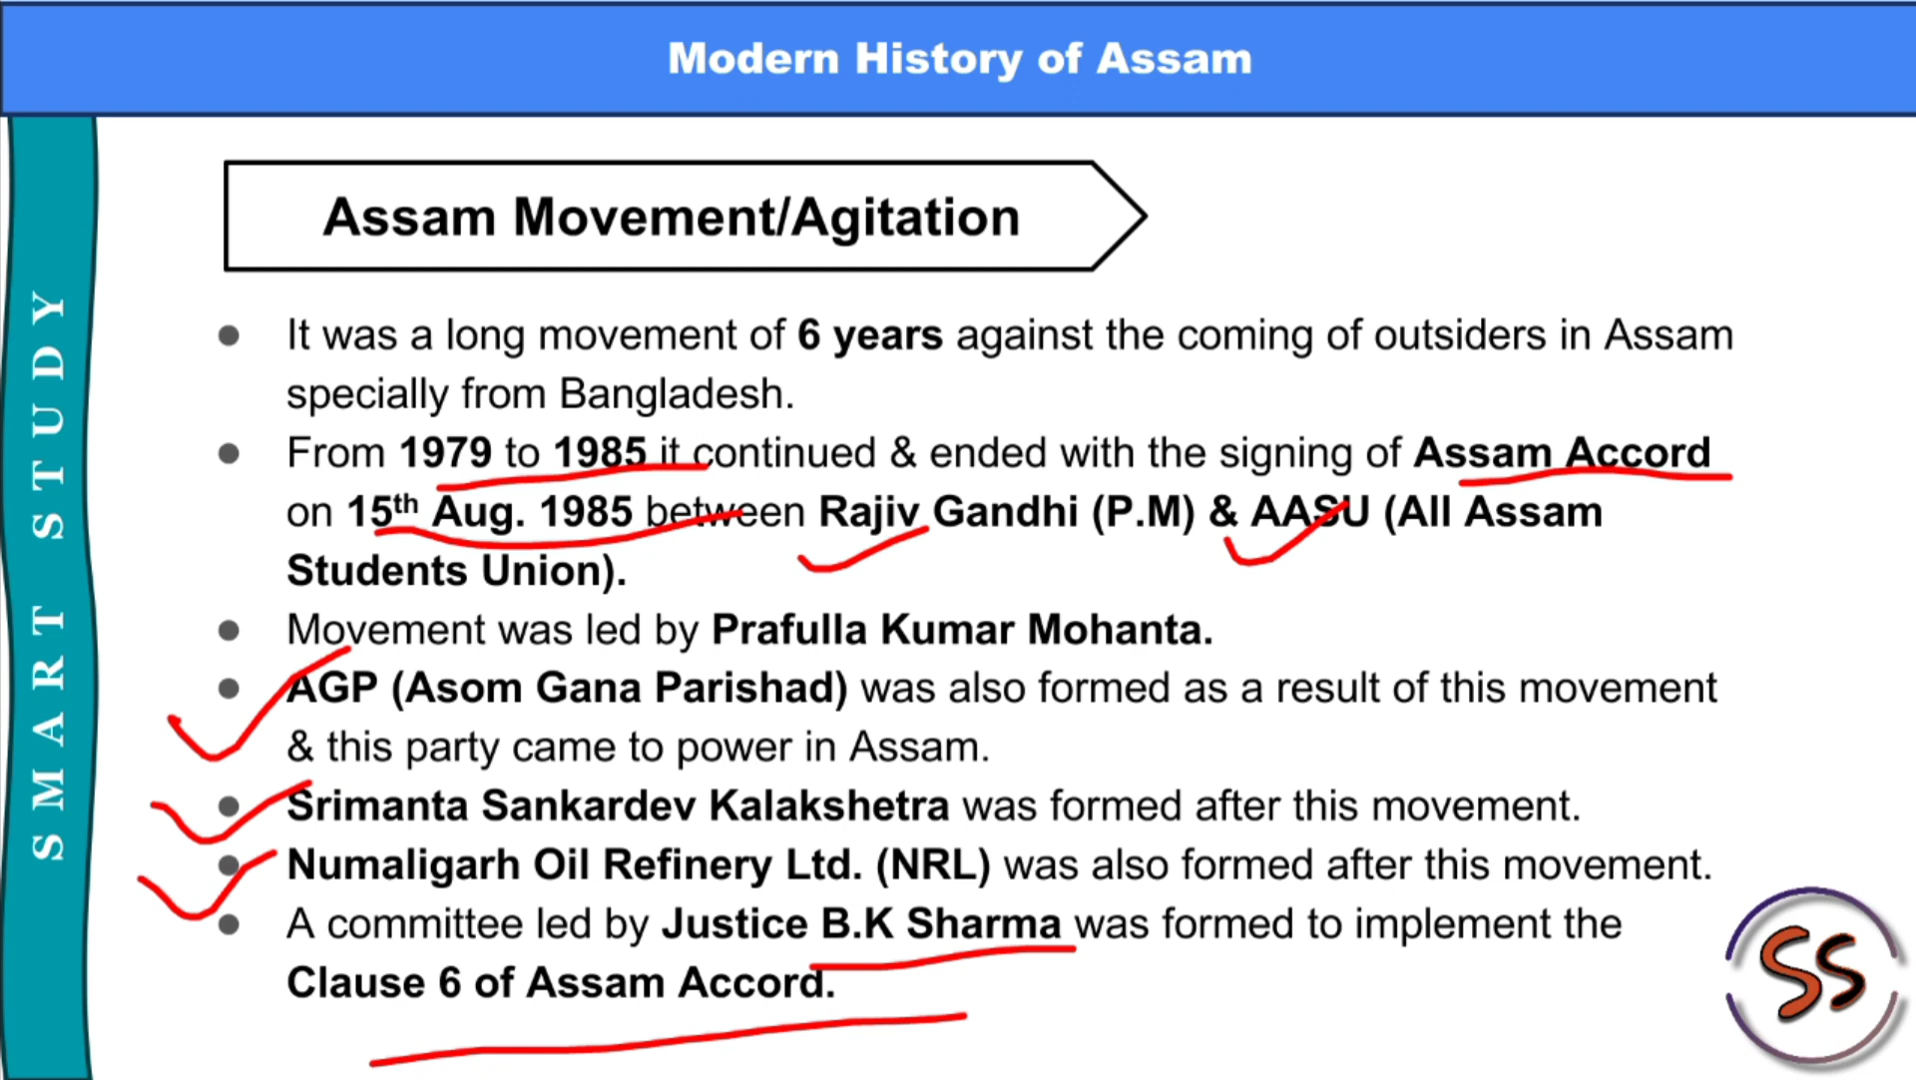 Modern History of Assam
SMART STUDY
Assam Movement/Agitation
● It was a long movement of 6 years against the coming of outsiders in Assam
specially from Bangladesh.
● From 1979 to 1985 it continued & ended with the signing of Assam Accord
on 15th Aug. 1985 between Rajiv Gandhi (P.M) & AASU (All Assam
Students Union).
● Movement was led by Prafulla Kumar Mohanta.
● AGP (Asom Gana Parishad) was also formed as a result of this movement
& this party came to power in Assam.
● Srimanta Sankardev Kalakshetra was formed after this movement.
● Numaligarh Oil Refinery Ltd. (NRL) was also formed after this movement.
● A committee led by Justice B.K Sharma was formed to implement the
Clause 6 of Assam Accord.
SS